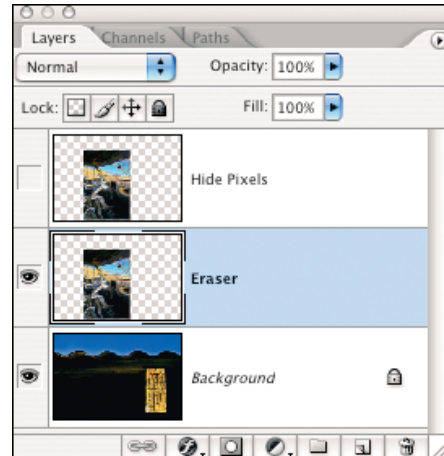 Layers Channels Paths
Normal Opacity: 100%
Lock: Fill: 100%
Hide Pixels
Eraser
Background